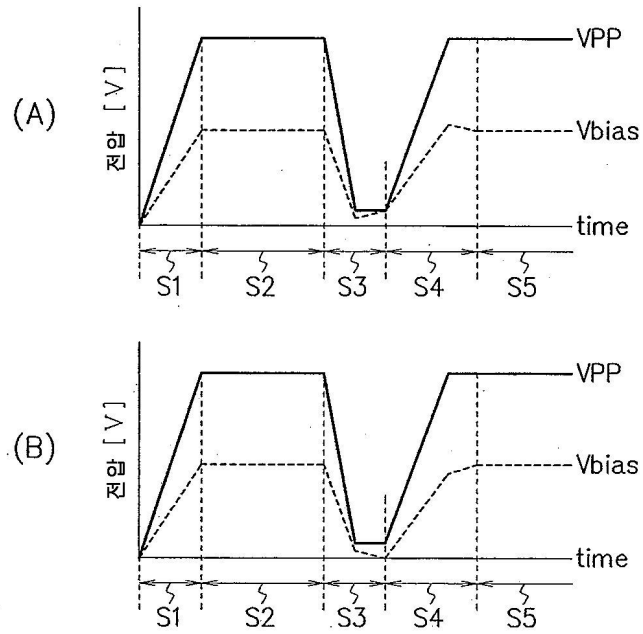 (A)
전압 [V]
VPP
Vbias
time
S1 S2 S3 S4 S5
(B)
전압 [V]
VPP
Vbias
time
S1 S2 S3 S4 S5